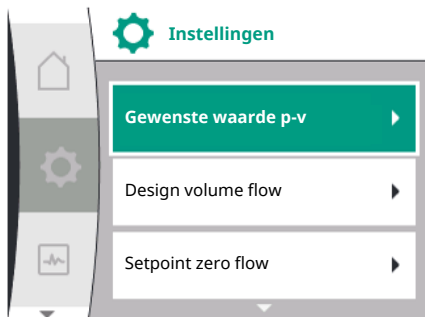 Instellingen
Gewenste waarde p-v
Design volume flow
Setpoint zero flow